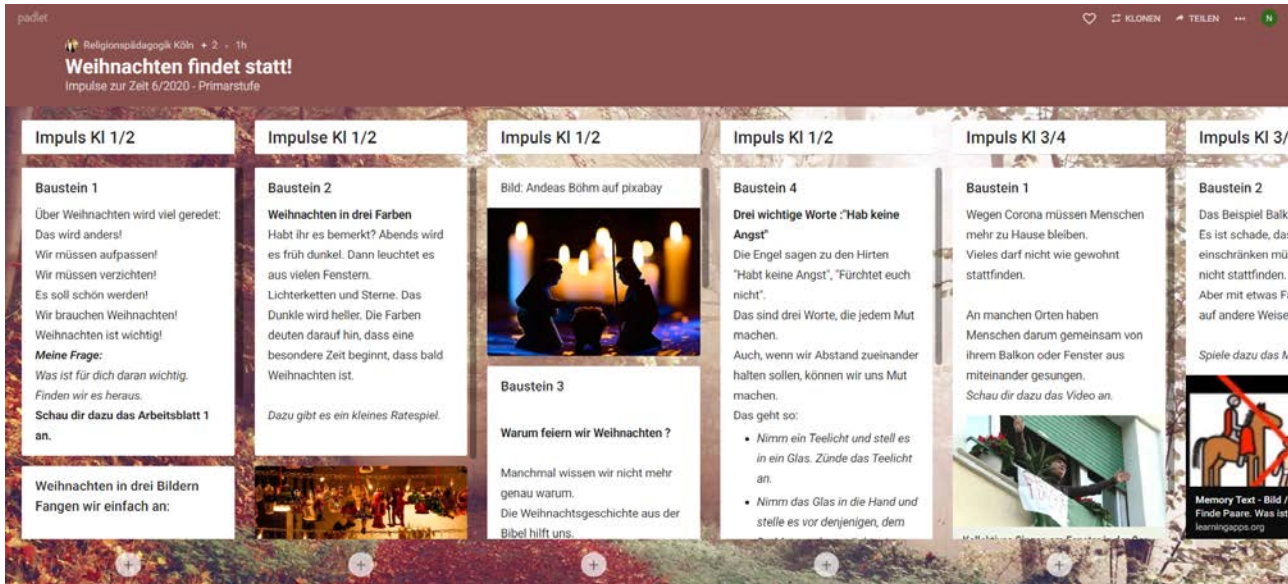 padlet
KLONEN
TEILEN
N
Religionspädagogik Köln + 2 · 1h
Weihnachten findet statt!
Impulse zur Zeit 6/2020 - Primarstufe
Impuls Kl 1/2
Baustein 1
Über Weihnachten wird viel geredet:
Das wird anders!
Wir müssen aufpassen!
Wir müssen verzichten!
Es soll schön werden!
Wir brauchen Weihnachten!
Weihnachten ist wichtig!
Meine Frage:
Was ist für dich daran wichtig.
Finden wir es heraus.
Schau dir dazu das Arbeitsblatt 1
an.
Weihnachten in drei Bildern
Fangen wir einfach an:
Impulse Kl 1/2
Baustein 2
Weihnachten in drei Farben
Habt ihr es bemerkt? Abends wird
es früh dunkel. Dann leuchtet es
aus vielen Fenstern.
Lichterketten und Sterne. Das
Dunkle wird heller. Die Farben
deuten darauf hin, dass eine
besondere Zeit beginnt, dass bald
Weihnachten ist.
Dazu gibt es ein kleines Ratespiel.
Impuls Kl 1/2
Bild: Andeas Böhm auf pixabay
Baustein 3
Warum feiern wir Weihnachten ?
Manchmal wissen wir nicht mehr
genau warum.
Die Weihnachtsgeschichte aus der
Bibel hilft uns.
Impuls Kl 1/2
Baustein 4
Drei wichtige Worte :"Hab keine
Angst"
Die Engel sagen zu den Hirten
"Habt keine Angst", "Fürchtet euch
nicht".
Das sind drei Worte, die jedem Mut
machen.
Auch, wenn wir Abstand zueinander
halten sollen, können wir uns Mut
machen.
Das geht so:
• Nimm ein Teelicht und stell es
in ein Glas. Zünde das Teelicht
an.
• Nimm das Glas in die Hand und
stelle es vor denjenigen, dem
Impuls Kl 3/4
Baustein 1
Wegen Corona müssen Menschen
mehr zu Hause bleiben.
Vieles darf nicht wie gewohnt
stattfinden.
An manchen Orten haben
Menschen darum gemeinsam von
ihrem Balkon oder Fenster aus
miteinander gesungen.
Schau dir dazu das Video an.
Impuls Kl 3/
Baustein 2
Das Beispiel Balk
Es ist schade, das
einschränken mü
nicht stattfinden.
Aber mit etwas Fa
auf andere Weise
Spiele dazu das M
Memory Text - Bild /
Finde Paare. Was ist
learningapps.org